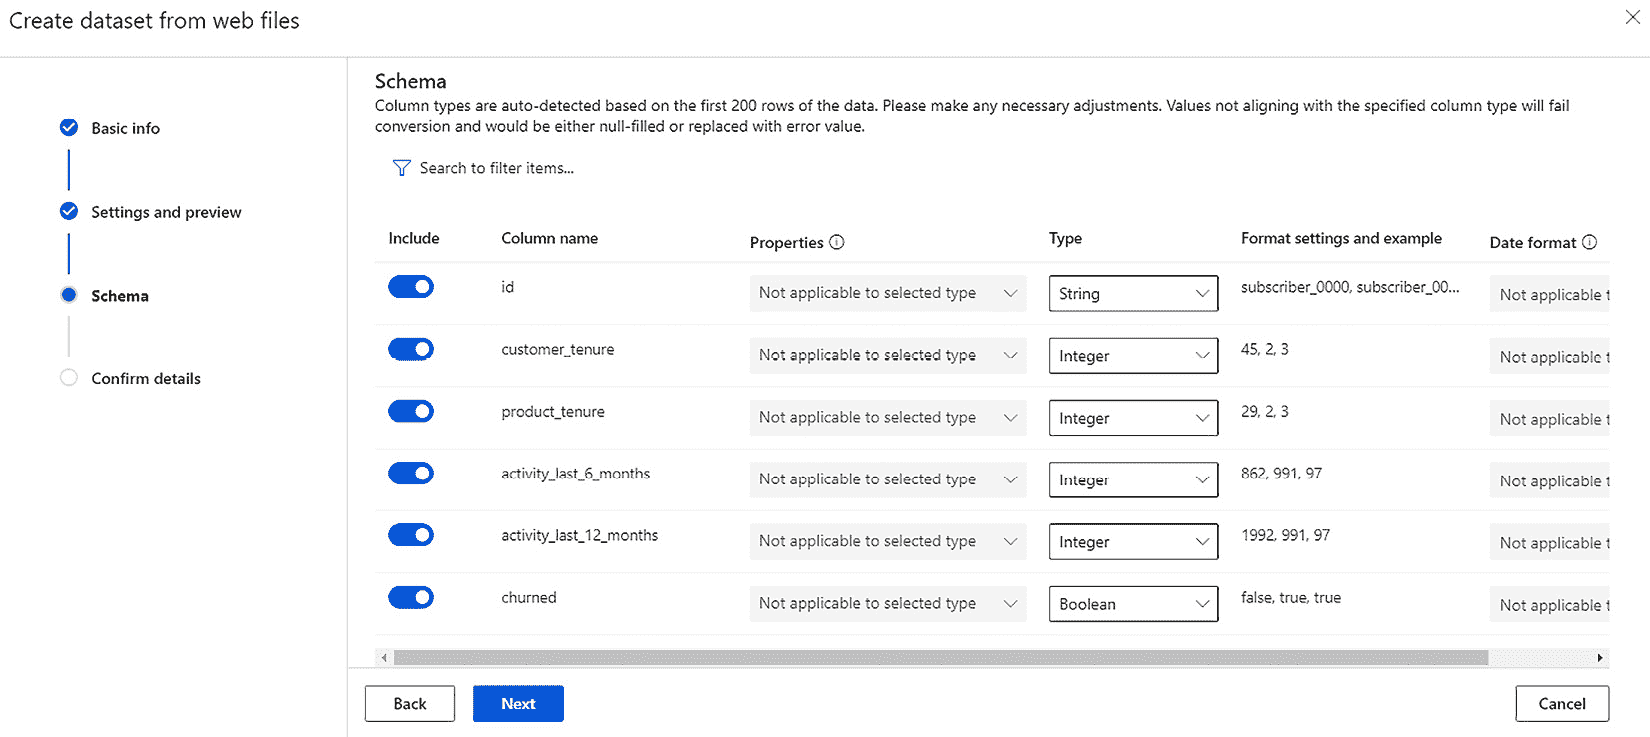 Create dataset from web files
Basic info
Settings and preview
Schema
Confirm details
Schema
Column types are auto-detected based on the first 200 rows of the data. Please make any necessary adjustments. Values not aligning with the specified column type will fail
conversion and would be either null-filled or replaced with error value.
Search to filter items...
Include Column name Properties Type Format settings and example Date format
id Not applicable to selected type String subscriber_0000, subscriber_00... Not applicable t
customer_tenure Not applicable to selected type Integer 45, 2, 3 Not applicable t
product_tenure Not applicable to selected type Integer 29, 2, 3 Not applicable t
activity_last_6_months Not applicable to selected type Integer 862, 991, 97 Not applicable t
activity_last_12_months Not applicable to selected type Integer 1992, 991, 97 Not applicable t
churned Not applicable to selected type Boolean false, true, true Not applicable t
Back Next Cancel